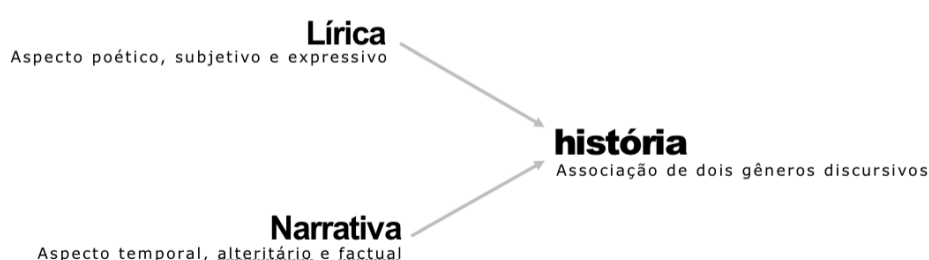 Lírica
Aspecto poético, subjetivo e expressivo
história
Associação de dois gêneros discursivos
Narrativa
Aspecto temporal, alteritário e factual